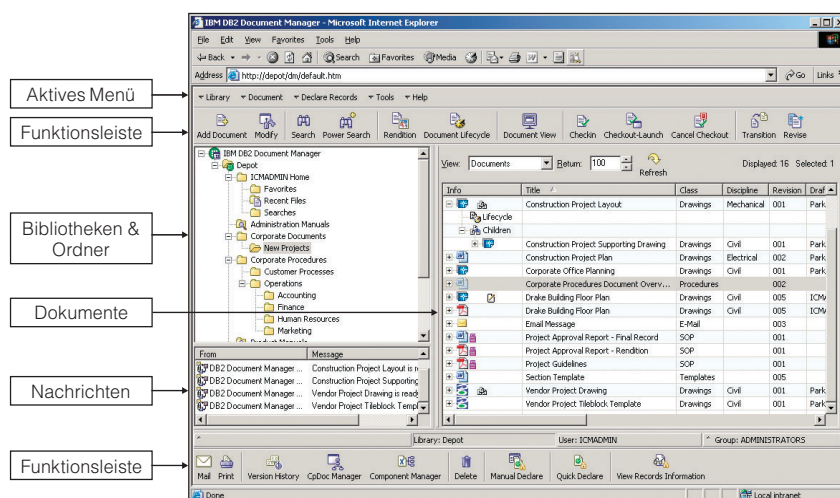 IBM DB2 Document Manager - Microsoft Internet Explorer
File Edit View Favorites Tools Help
Back Search Favorites Media
Address http://depot/dm/default.htm Go Links
Aktives Menü
Library Document Declare Records Tools Help
Funktionsleiste
Add Document Modify Search Power Search Rendition Document Lifecycle Document View Checkin Checkout-Launch Cancel Checkout Transition Revise
Bibliotheken &
Ordner
IBM DB2 Document Manager
Depot
ICMADMIN Home
Favorites
Recent Files
Searches
Administration Manuals
Corporate Documents
New Projects
Corporate Procedures
Customer Processes
Operations
Accounting
Finance
Human Resources
Marketing
Product Manuals
View: Documents Return: 100 Refresh Displayed: 16 Selected: 1
Info Title Class Discipline Revision Draf
Construction Project Layout Drawings Mechanical 001 Park
Lifecycle
Children
Construction Project Supporting Drawing Drawings Civil 001 Park
Construction Project Plan Drawings Electrical 002 Park
Corporate Office Planning Drawings Civil 001 Park
Corporate Procedures Document Overv... Procedures 002
Drake Building Floor Plan Drawings Civil 005 ICMA
Drake Building Floor Plan Drawings Civil 005 ICMA
Email Message E-Mail 003
Project Approval Report - Final Record SOP 001
Project Approval Report - Rendition SOP 001
Project Guidelines SOP 001
Section Template Templates 005
Vendor Project Drawing Drawings Civil 001 Park
Vendor Project Tileblock Template Drawings Civil 001 Park
Dokumente
Nachrichten
From Message
DB2 Document Manager ... Construction Project Layout is r
DB2 Document Manager ... Construction Project Supporting
DB2 Document Manager ... Vendor Project Drawing is ready
DB2 Document Manager ... Vendor Project Tileblock Templ
Library: Depot User: ICMADMIN Group: ADMINISTRATORS
Funktionsleiste
Mail Print Version History CpDoc Manager Component Manager Delete Manual Declare Quick Declare View Records Information
Done Local intranet